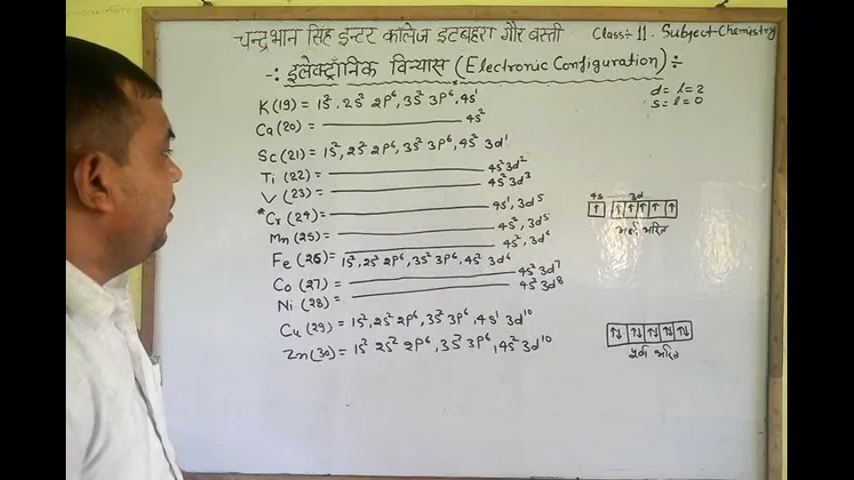 चन्द्रभान सिंह इन्टर कालेज इटबहरा गौर बस्ती Class÷ 11. Subject-Chemistry
-: इलेक्ट्रॉनिक विन्यास (Electronic Configuration) ÷
d = l = 2
s = l = 0
K (19) = 1s², 2s² 2p⁶, 3s² 3p⁶, 4s¹
Ca (20) = 4s²
Sc (21) = 1s², 2s² 2p⁶, 3s² 3p⁶, 4s² 3d¹
Ti (22) = 4s² 3d²
V (23) = 4s² 3d³
*Cr (24) = 4s¹, 3d⁵
Mn (25) = 4s², 3d⁵
Fe (26) = 1s², 2s² 2p⁶, 3s² 3p⁶, 4s² 3d⁶ 4s², 3d⁶
Co (27) = 4s² 3d⁷
Ni (28) = 4s² 3d⁸
Cu (29) = 1s², 2s² 2p⁶, 3s² 3p⁶, 4s¹ 3d¹⁰
Zn (30) = 1s² 2s² 2p⁶, 3s² 3p⁶, 4s² 3d¹⁰
4s 3d
↑ ↑ ↑ ↑ ↑ ↑
अर्ध भरित
↑↓ ↑↓ ↑↓ ↑↓ ↑↓
पूर्ण भरित